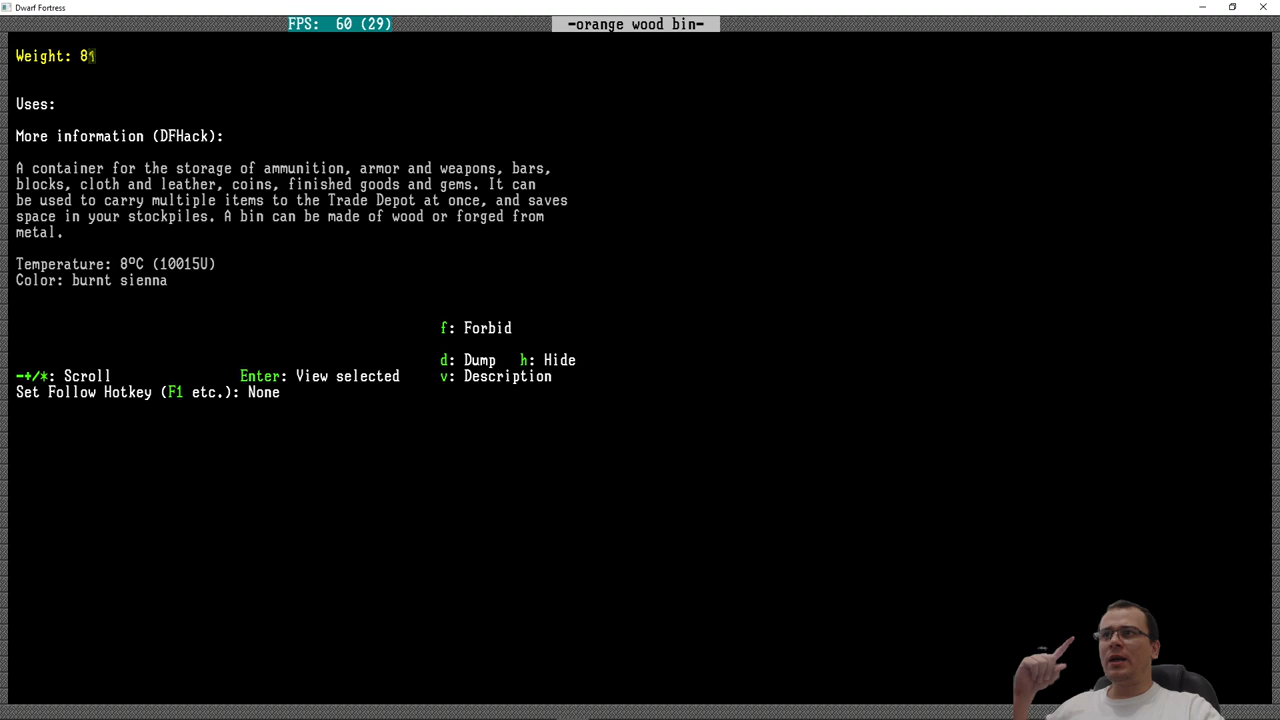 Dwarf Fortress
FPS: 60 (29)
-orange wood bin-
Weight: 8Γ
Uses:
More information (DFHack):
A container for the storage of ammunition, armor and weapons, bars,
blocks, cloth and leather, coins, finished goods and gems. It can
be used to carry multiple items to the Trade Depot at once, and saves
space in your stockpiles. A bin can be made of wood or forged from
metal.
Temperature: 8°C (10015U)
Color: burnt sienna
f: Forbid
d: Dump h: Hide
-+/*: Scroll Enter: View selected v: Description
Set Follow Hotkey (F1 etc.): None